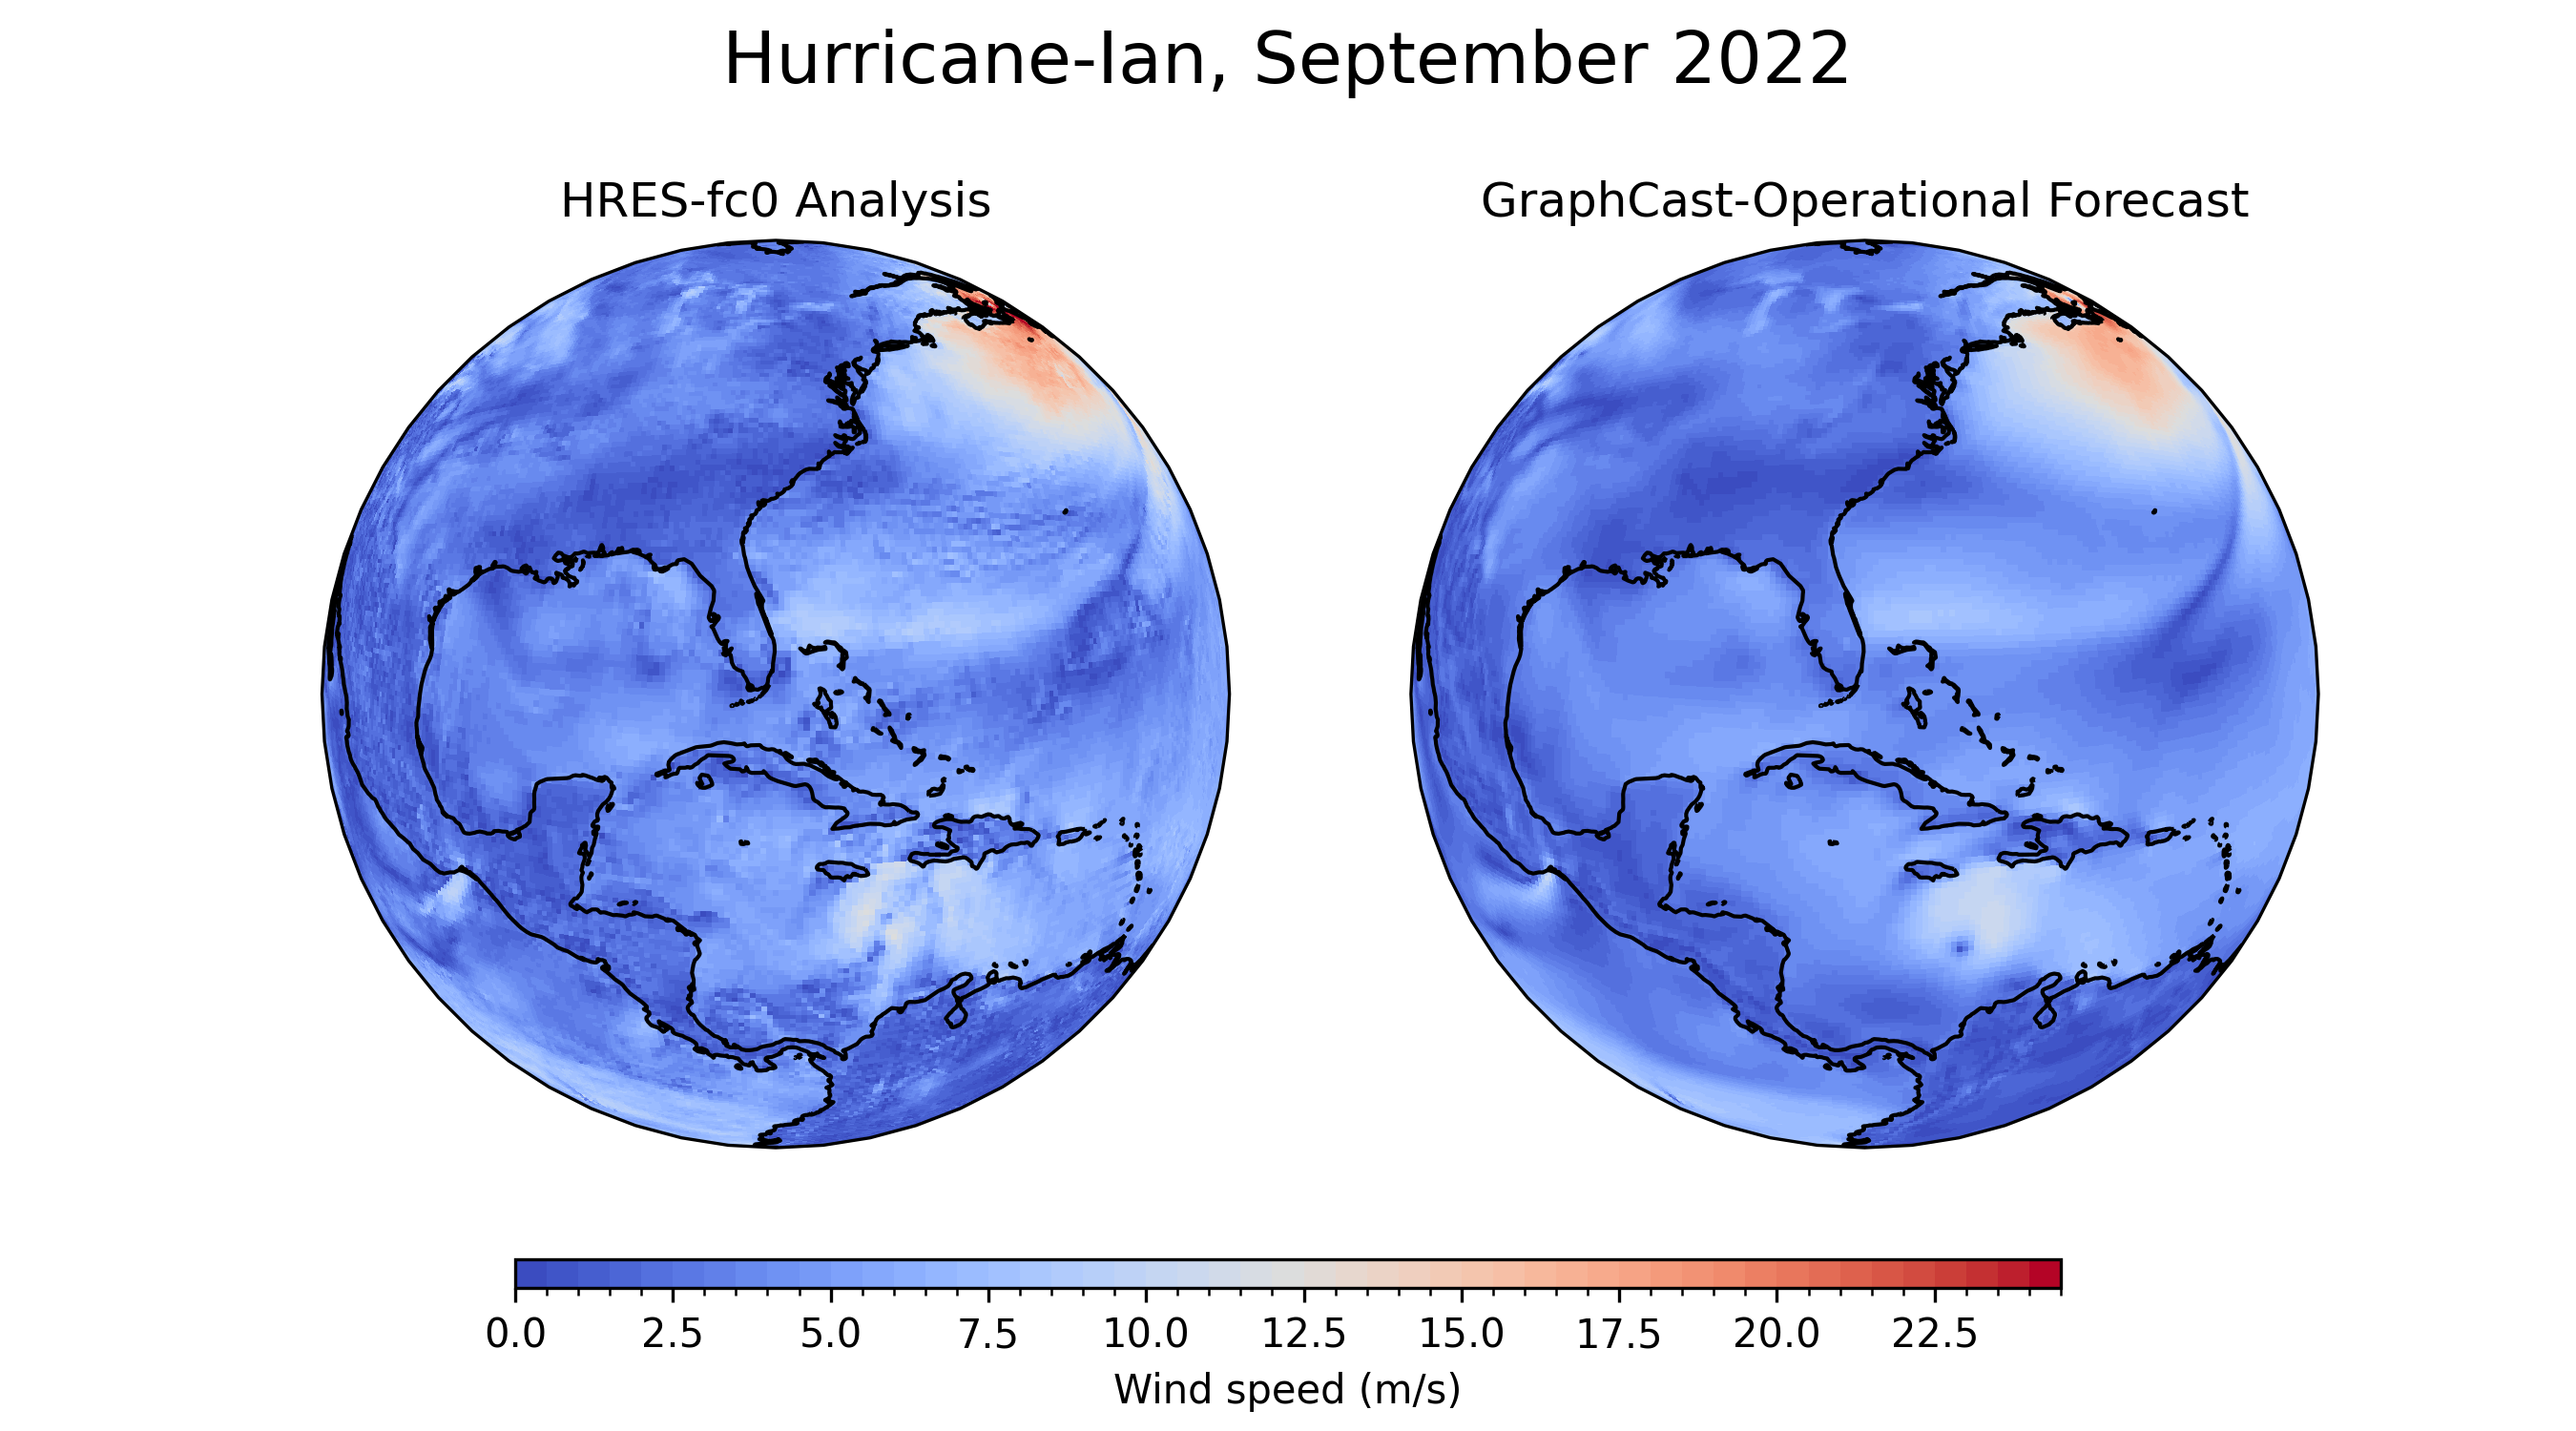 Hurricane-Ian, September 2022
HRES-fc0 Analysis
GraphCast-Operational Forecast
0.0 2.5 5.0 7.5 10.0 12.5 15.0 17.5 20.0 22.5
Wind speed (m/s)